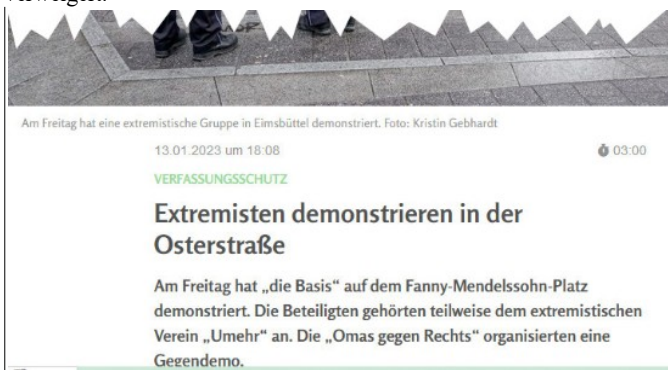 Am Freitag hat eine extremistische Gruppe in Eimsbüttel demonstriert. Foto: Kristin Gebhardt
13.01.2023 um 18:08 03:00
VERFASSUNGSSCHUTZ
Extremisten demonstrieren in der
Osterstraße
Am Freitag hat „die Basis“ auf dem Fanny-Mendelssohn-Platz
demonstriert. Die Beteiligten gehörten teilweise dem extremistischen
Verein „Umehr“ an. Die „Omas gegen Rechts“ organisierten eine
Gegendemo.